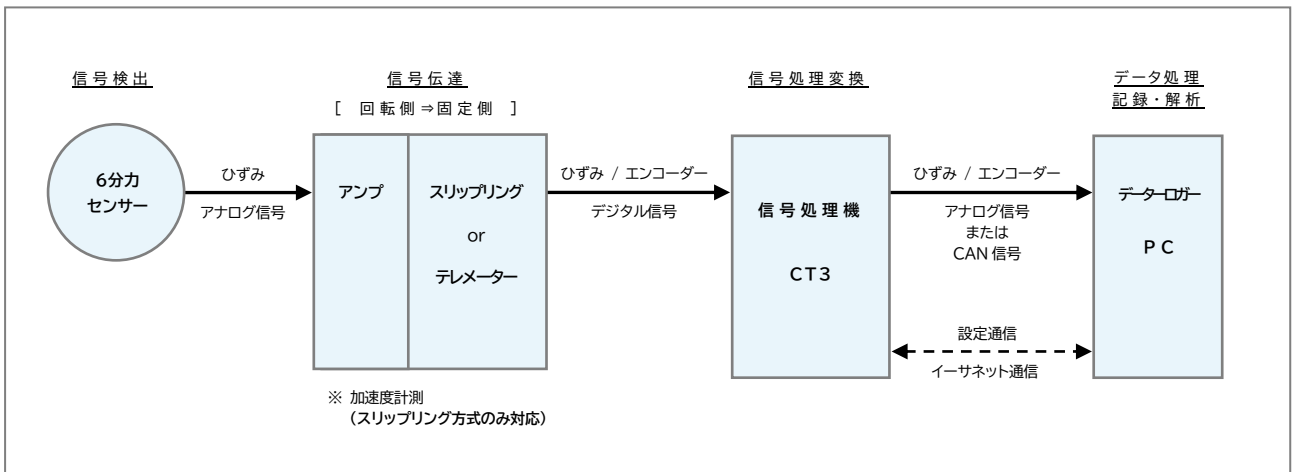 信号検出
信号伝達
[ 回転側⇒固定側 ]
信号処理変換
データ処理
記録・解析
6分力
センサー
ひずみ
アナログ信号
アンプ
スリップリング
or
テレメーター
ひずみ / エンコーダー
デジタル信号
信号処理機
CT3
ひずみ / エンコーダー
アナログ信号
または
CAN 信号
データーロガー
PC
設定通信
イーサネット通信
※ 加速度計測
(スリップリング方式のみ対応)